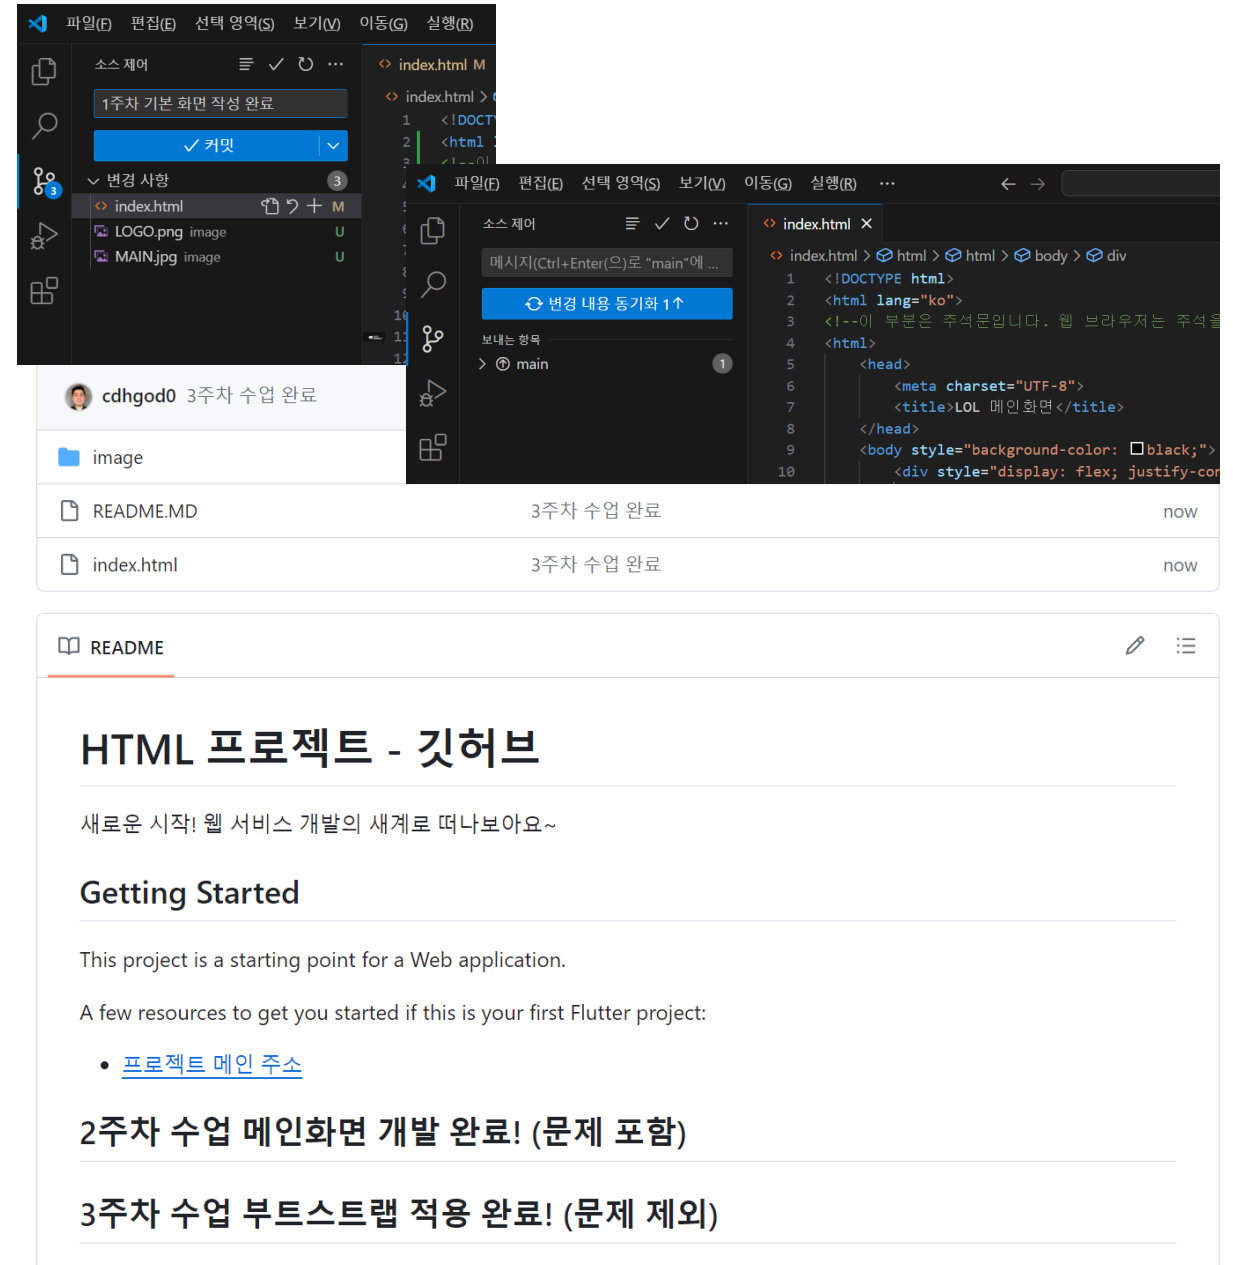 파일(F) 편집(E) 선택 영역(S) 보기(V) 이동(G) 실행(R)
소스 제어
index.html M
1주차 기본 화면 작성 완료
index.html >
커밋
1 <!DOCTY
2 <html l
변경 사항 3
index.html M
LOGO.png image U
MAIN.jpg image U
3
파일(F) 편집(E) 선택 영역(S) 보기(V) 이동(G) 실행(R) ···
소스 제어
index.html
메시지(Ctrl+Enter(으)로 "main"에 ...
index.html > html > html > body > div
변경 내용 동기화 1↑
보내는 항목
main 1
1 <!DOCTYPE html>
2 <html lang="ko">
3 <!--이 부분은 주석문입니다. 웹 브라우저는 주석을
4 <html>
5 <head>
6 <meta charset="UTF-8">
7 <title>LOL 메인화면</title>
8 </head>
9 <body style="background-color: black;">
10 <div style="display: flex; justify-con
cdhgod0 3주차 수업 완료
image
README.MD 3주차 수업 완료 now
index.html 3주차 수업 완료 now
README
HTML 프로젝트 - 깃허브
새로운 시작! 웹 서비스 개발의 새계로 떠나보아요~
Getting Started
This project is a starting point for a Web application.
A few resources to get you started if this is your first Flutter project:
• 프로젝트 메인 주소
2주차 수업 메인화면 개발 완료! (문제 포함)
3주차 수업 부트스트랩 적용 완료! (문제 제외)